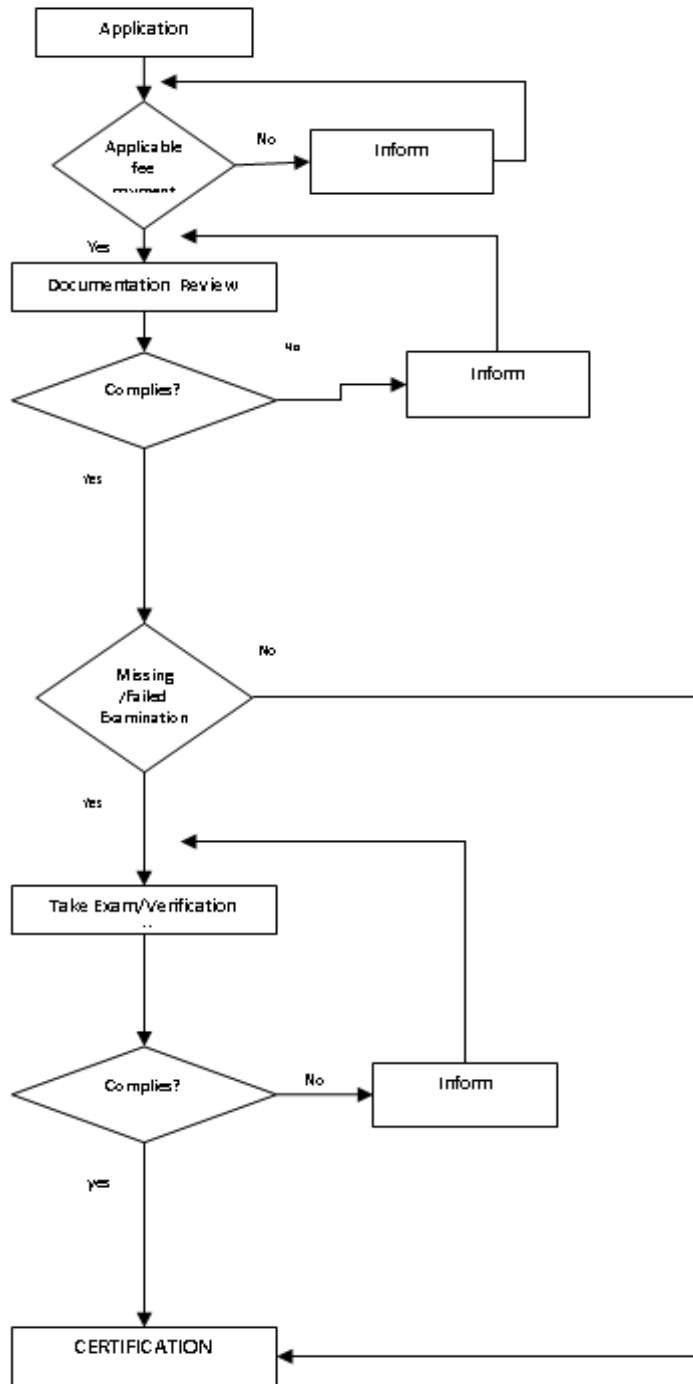 Application
Applicable
fee
No
Inform
Yes
Documentation Review
No
Complies?
Inform
Yes
No
Missing
/Failed
Examination
Yes
Take Exam/Verification
Complies?
No
Inform
yes
CERTIFICATION